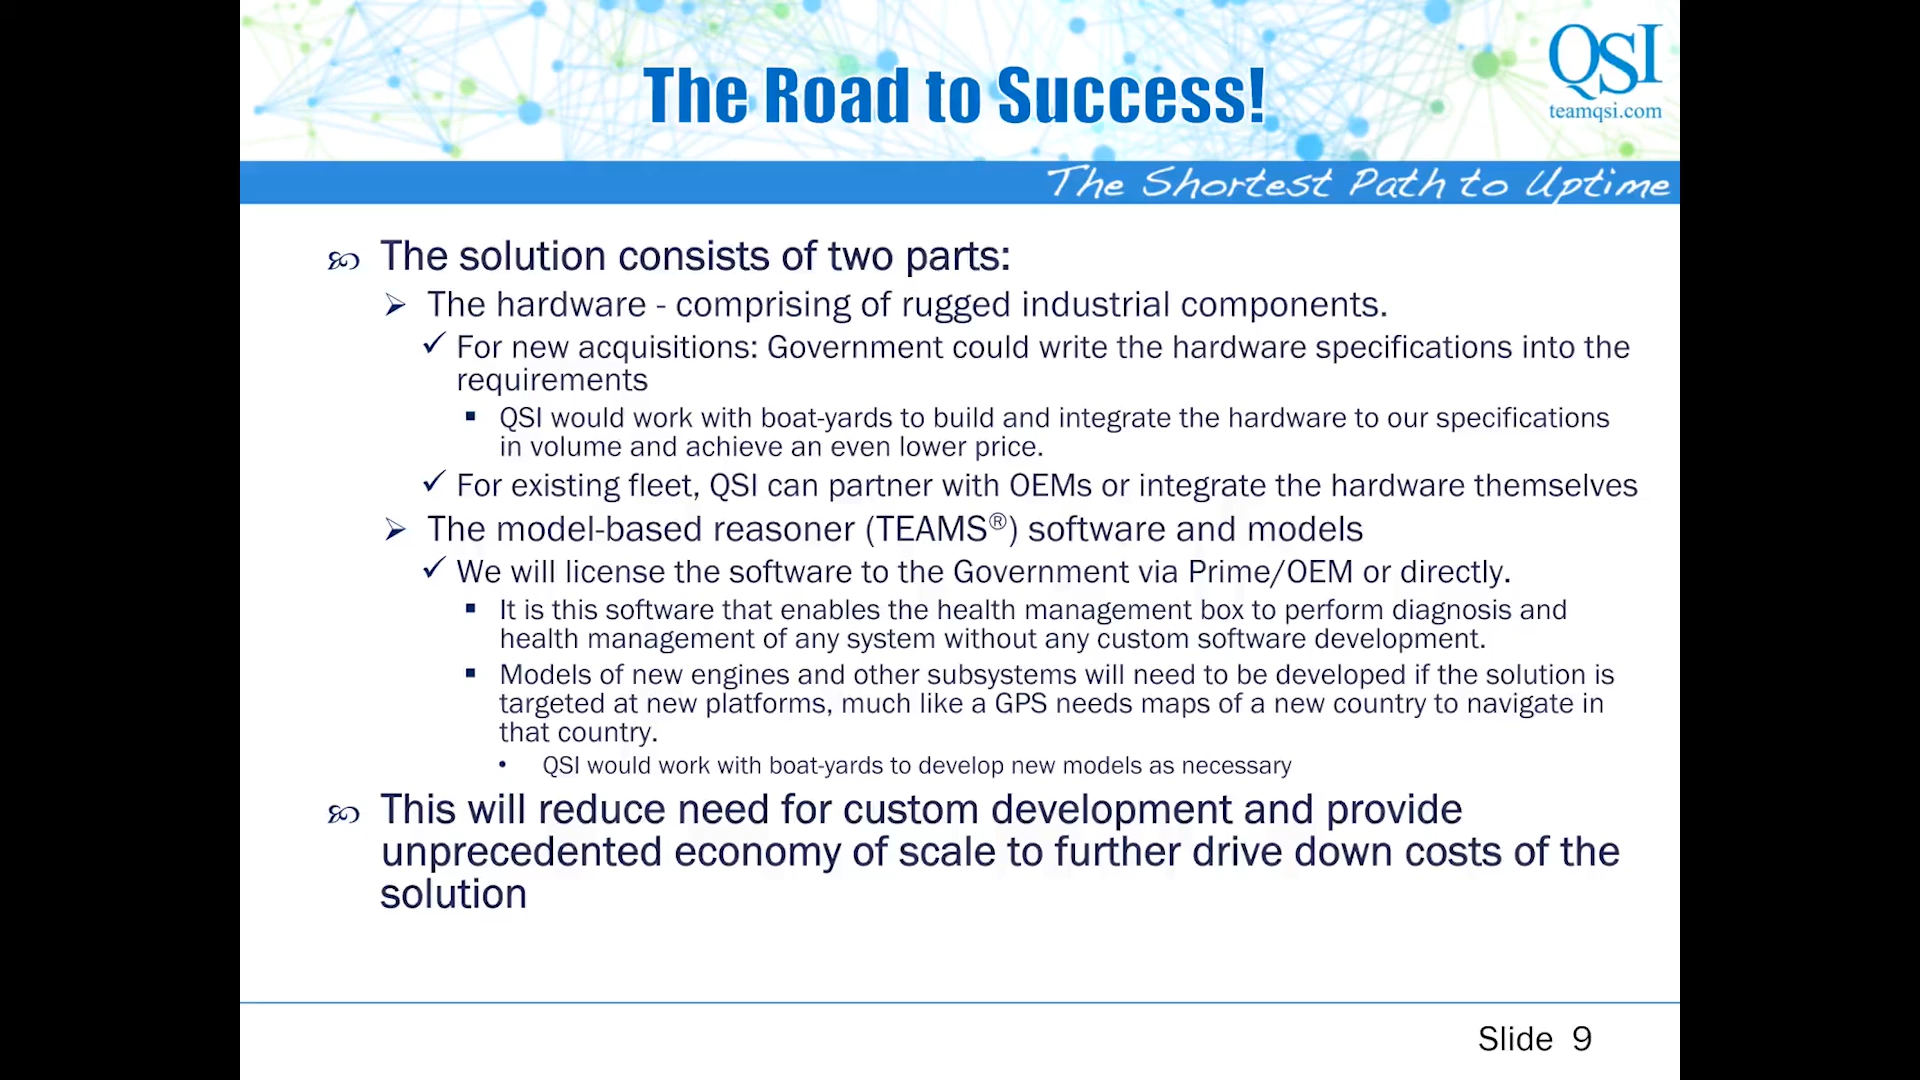 The Road to Success!
QSI
teamqsi.com
The Shortest Path to Uptime
The solution consists of two parts:
The hardware - comprising of rugged industrial components.
For new acquisitions: Government could write the hardware specifications into the
requirements
QSI would work with boat-yards to build and integrate the hardware to our specifications
in volume and achieve an even lower price.
For existing fleet, QSI can partner with OEMs or integrate the hardware themselves
The model-based reasoner (TEAMS®) software and models
We will license the software to the Government via Prime/OEM or directly.
It is this software that enables the health management box to perform diagnosis and
health management of any system without any custom software development.
Models of new engines and other subsystems will need to be developed if the solution is
targeted at new platforms, much like a GPS needs maps of a new country to navigate in
that country.
QSI would work with boat-yards to develop new models as necessary
This will reduce need for custom development and provide
unprecedented economy of scale to further drive down costs of the
solution
Slide 9